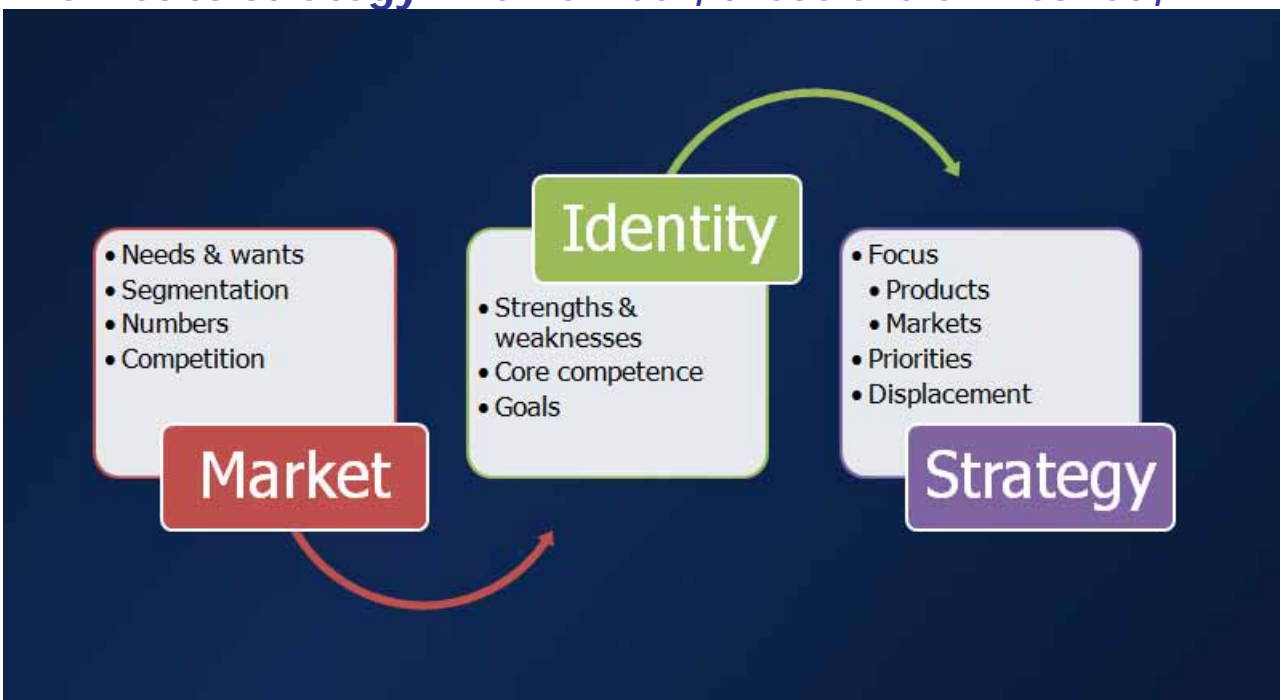 • Needs & wants
• Segmentation
• Numbers
• Competition
Market
Identity
• Strengths &
weaknesses
• Core competence
• Goals
• Focus
• Products
• Markets
• Priorities
• Displacement
Strategy